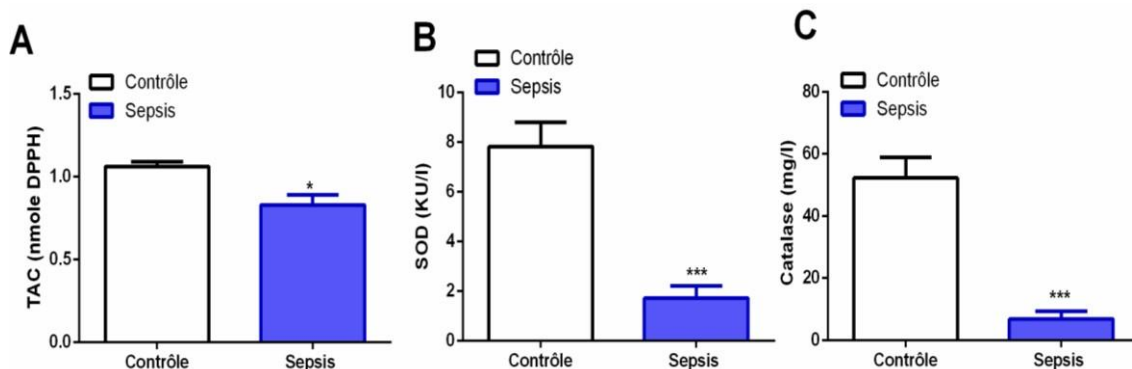 A
Contrôle
Sepsis
TAC (nmole DPPH)
1.5
1.0
0.5
0.0
*
Contrôle
Sepsis
B
Contrôle
Sepsis
SOD (KU/l)
10
8
6
4
2
0
***
Contrôle
Sepsis
C
Contrôle
Sepsis
Catalase (mg/l)
80
60
40
20
0
***
Contrôle
Sepsis